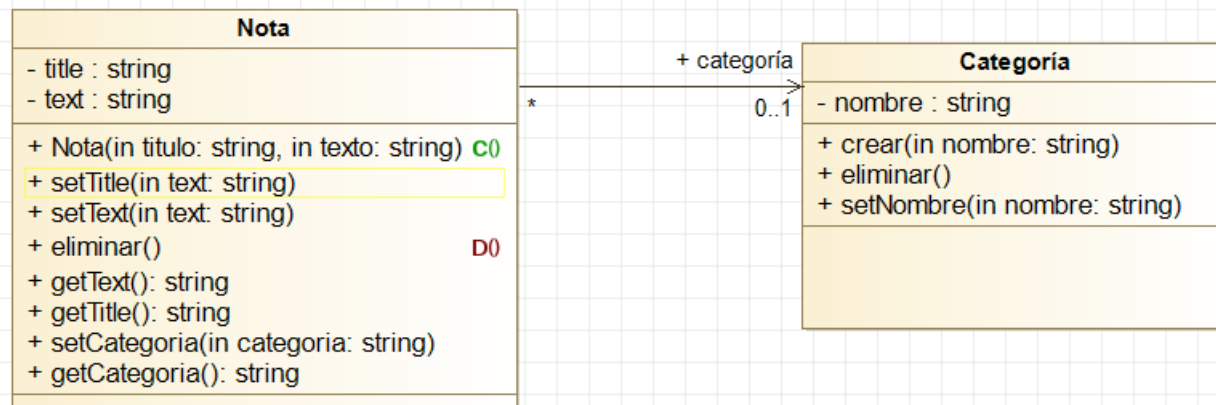 Nota
- title : string
- text : string
+ Nota(in titulo: string, in texto: string) C()
+ setTitle(in text: string)
+ setText(in text: string)
+ eliminar() D()
+ getText(): string
+ getTitle(): string
+ setCategoria(in categoria: string)
+ getCategoria(): string
+ categoría
*
0..1
Categoría
- nombre : string
+ crear(in nombre: string)
+ eliminar()
+ setNombre(in nombre: string)